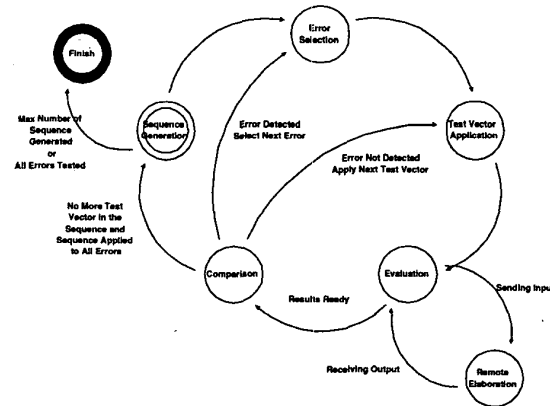 Error
Selection
Finish
Max Number of
Sequence
Generated
or
All Errors Tested
Sequence
Generation
Error Detected
Select Next Error
Test Vector
Application
Error Not Detected
Apply Next Test Vector
No More Test
Vector in the
Sequence and
Sequence Applied
to All Errors
Comparison
Evaluation
Results Ready
Sending Input
Receiving Output
Remote
Elaboration